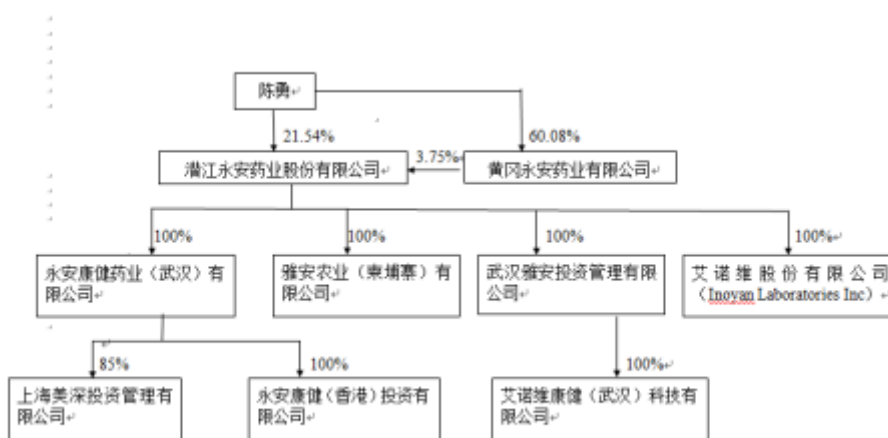 陈勇
21.54%
60.08%
潜江永安药业股份有限公司
3.75%
黄冈永安药业有限公司
100%
100%
100%
100%
永安康健药业（武汉）有
限公司
雅安农业（柬埔寨）有
限公司
武汉雅安投资管理有限
公司
艾诺维股份有限公司
（Inovan Laboratories Inc）
85%
100%
100%
上海美深投资管理有
限公司
永安康健（香港）投资有
限公司
艾诺维康健（武汉）科技有
限公司